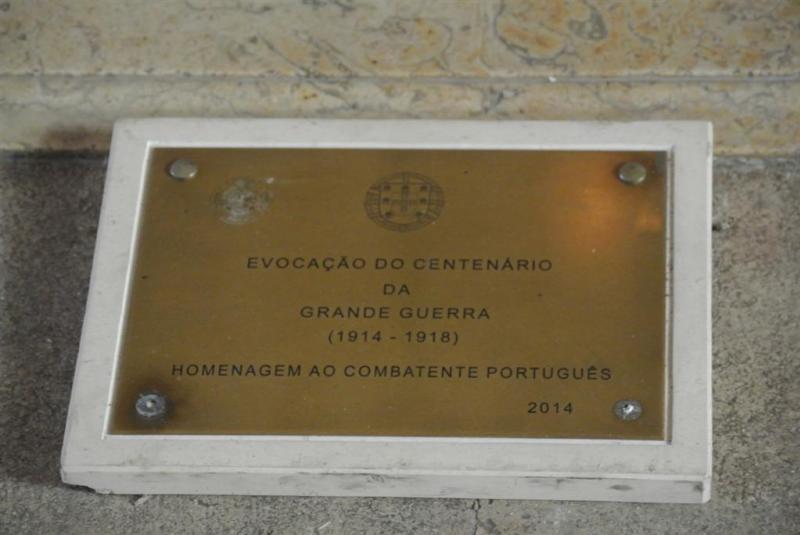 EVOCAÇÃO DO CENTENÁRIO
DA
GRANDE GUERRA
(1914 - 1918)
HOMENAGEM AO COMBATENTE PORTUGUÊS
2014